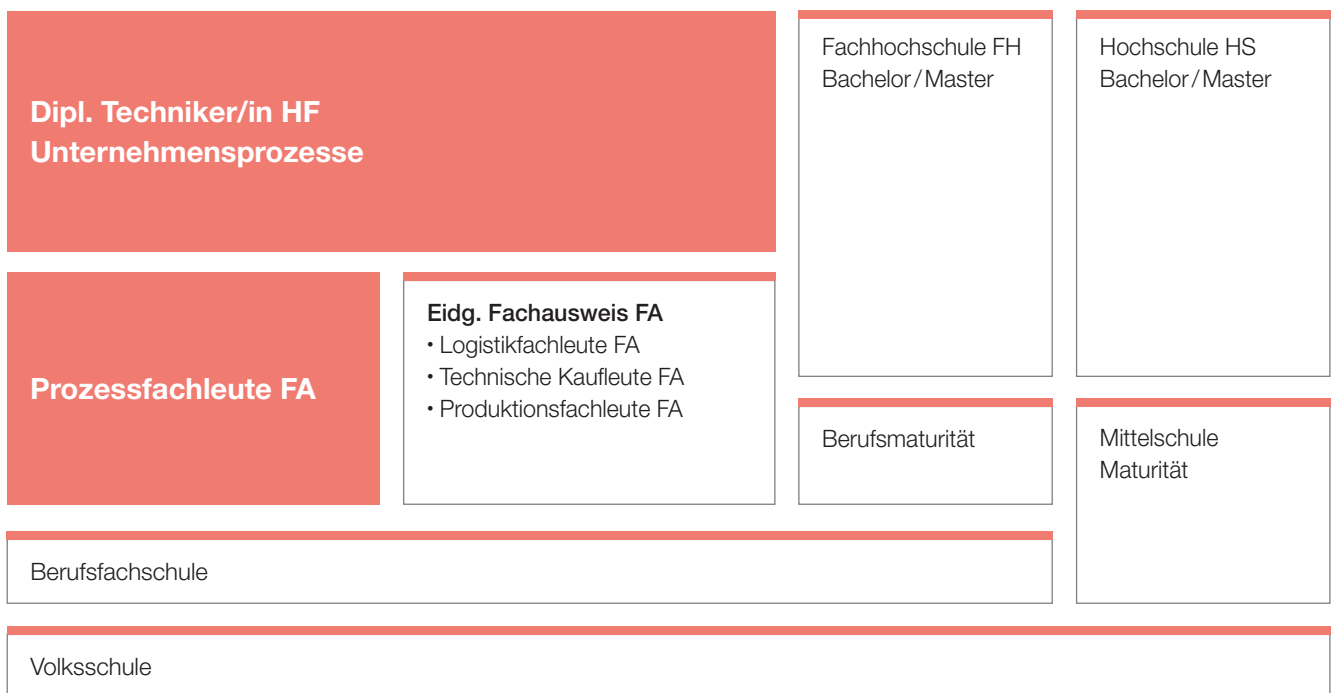 Dipl. Techniker/in HF
Unternehmensprozesse
Fachhochschule FH
Bachelor/Master
Hochschule HS
Bachelor/Master
Prozessfachleute FA
Eidg. Fachausweis FA
• Logistikfachleute FA
• Technische Kaufleute FA
• Produktionsfachleute FA
Berufsmaturität
Mittelschule
Maturität
Berufsfachschule
Volksschule